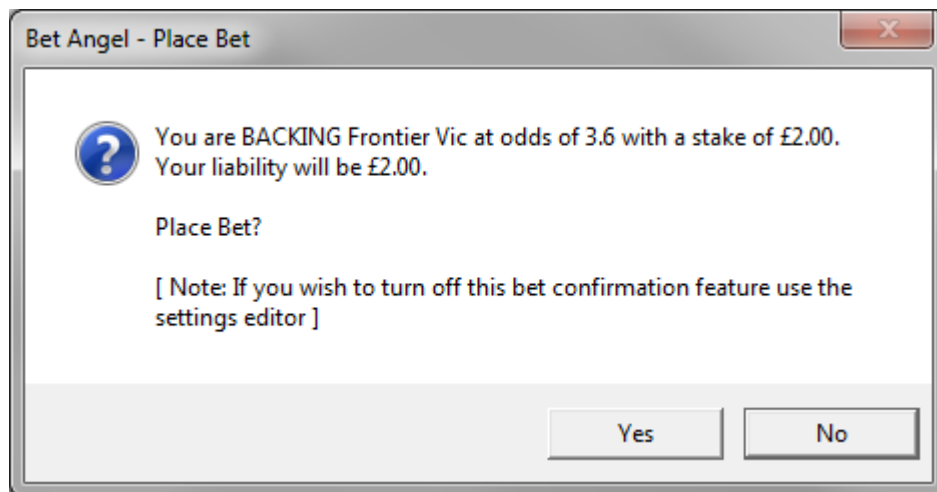 Bet Angel - Place Bet
You are BACKING Frontier Vic at odds of 3.6 with a stake of £2.00.
Your liability will be £2.00.
Place Bet?
[ Note: If you wish to turn off this bet confirmation feature use the
settings editor ]
Yes No